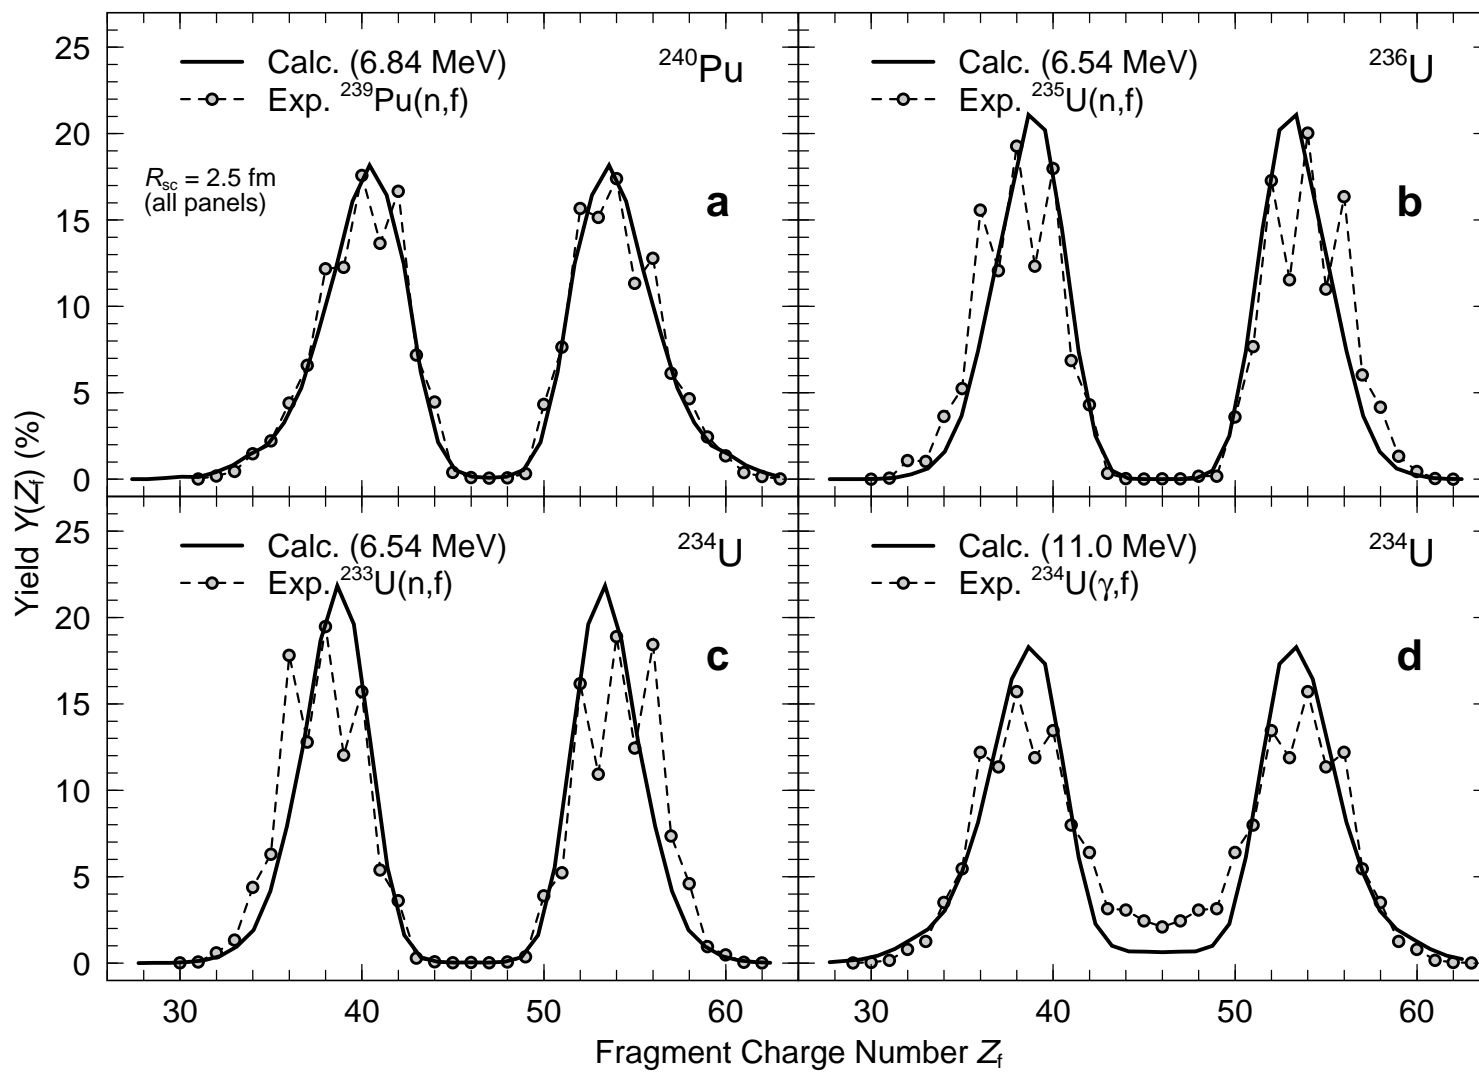 Calc. (6.84 MeV) ²⁴⁰Pu
Exp. ²³⁹Pu(n,f)
R_sc = 2.5 fm
(all panels)
a
Calc. (6.54 MeV) ²³⁶U
Exp. ²³⁵U(n,f)
b
25
20
15
10
5
0
Calc. (6.54 MeV) ²³⁴U
Exp. ²³³U(n,f)
c
Calc. (11.0 MeV) ²³⁴U
Exp. ²³⁴U(γ,f)
d
25
20
15
10
5
0
30 40 50 60 30 40 50 60
Yield Y(Z_f) (%)
Fragment Charge Number Z_f